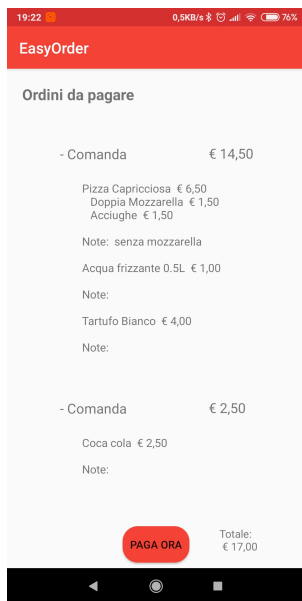 19:22 0,5KB/s 76%
EasyOrder
Ordini da pagare
- Comanda € 14,50
Pizza Capricciosa € 6,50
Doppia Mozzarella € 1,50
Acciughe € 1,50
Note: senza mozzarella
Acqua frizzante 0.5L € 1,00
Note:
Tartufo Bianco € 4,00
Note:
- Comanda € 2,50
Coca cola € 2,50
Note:
PAGA ORA
Totale:
€ 17,00